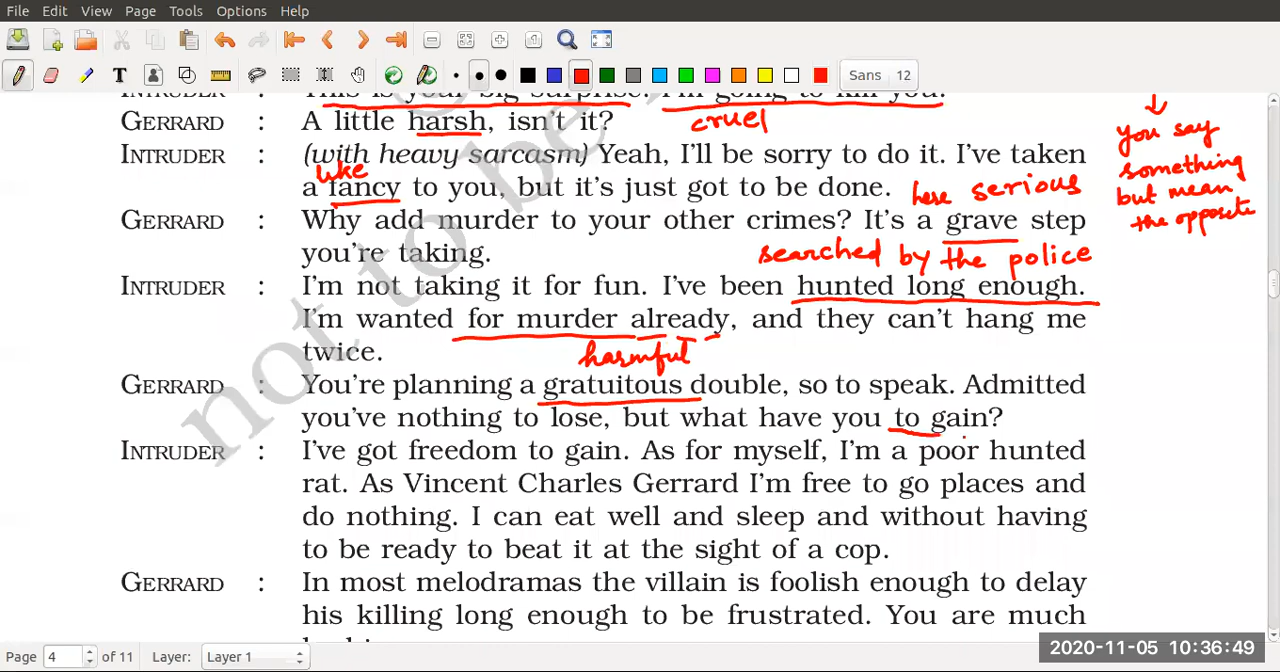 File Edit View Page Tools Options Help
T Sans 12
INTRUDER : This is your big surprise. I'm going to kill you.
GERRARD : A little harsh, isn't it?
cruel
INTRUDER : (with heavy sarcasm) Yeah, I'll be sorry to do it. I've taken
like
a fancy to you, but it's just got to be done.
here serious
you say
something
but mean
the opposite
GERRARD : Why add murder to your other crimes? It's a grave step
you're taking.
searched by the police
INTRUDER : I'm not taking it for fun. I've been hunted long enough.
I'm wanted for murder already, and they can't hang me
twice.
harmful
GERRARD : You're planning a gratuitous double, so to speak. Admitted
you've nothing to lose, but what have you to gain?
INTRUDER : I've got freedom to gain. As for myself, I'm a poor hunted
rat. As Vincent Charles Gerrard I'm free to go places and
do nothing. I can eat well and sleep and without having
to be ready to beat it at the sight of a cop.
GERRARD : In most melodramas the villain is foolish enough to delay
his killing long enough to be frustrated. You are much
not to be
Page 4 of 11 Layer: Layer 1
2020-11-05 10:36:49